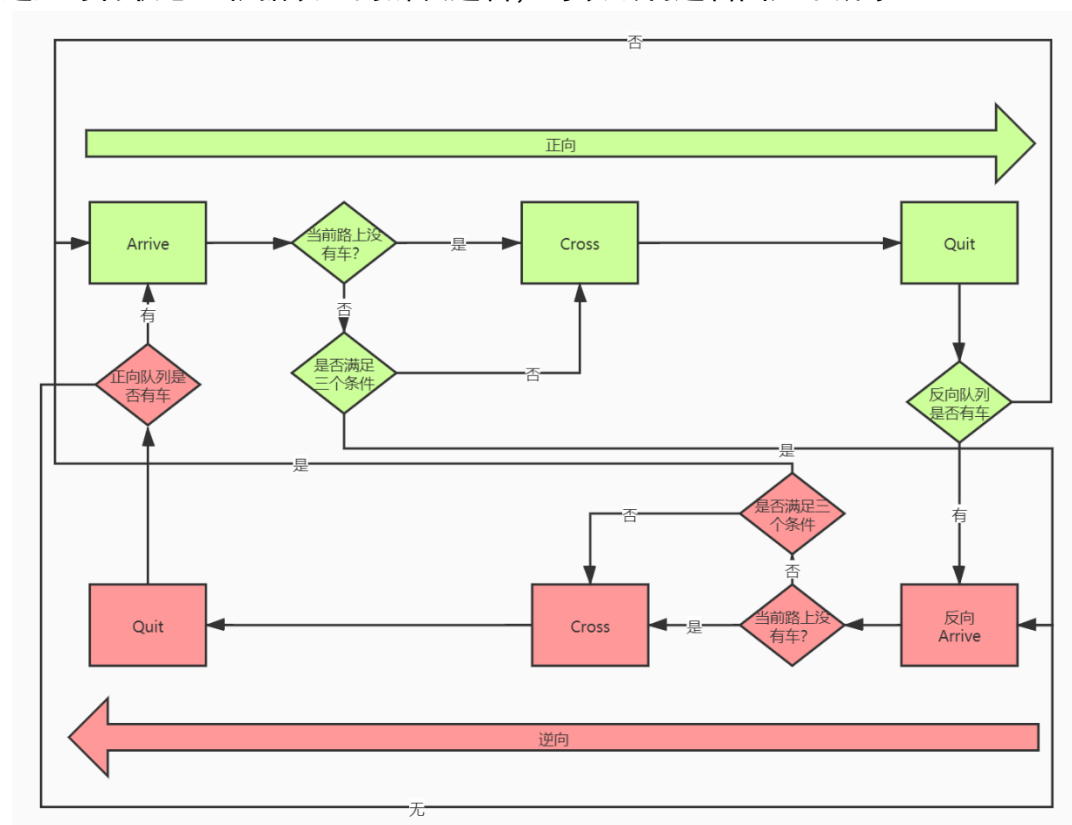 否
正向
Arrive
当前路上没
有车?
是
Cross
Quit
有
否
正向队列是
否有车
是否满足
三个条件
否
反向队列
是否有车
是
是
是否满足三
个条件
否
有
否
Quit
Cross
是
当前路上没
有车?
反向
Arrive
逆向
无